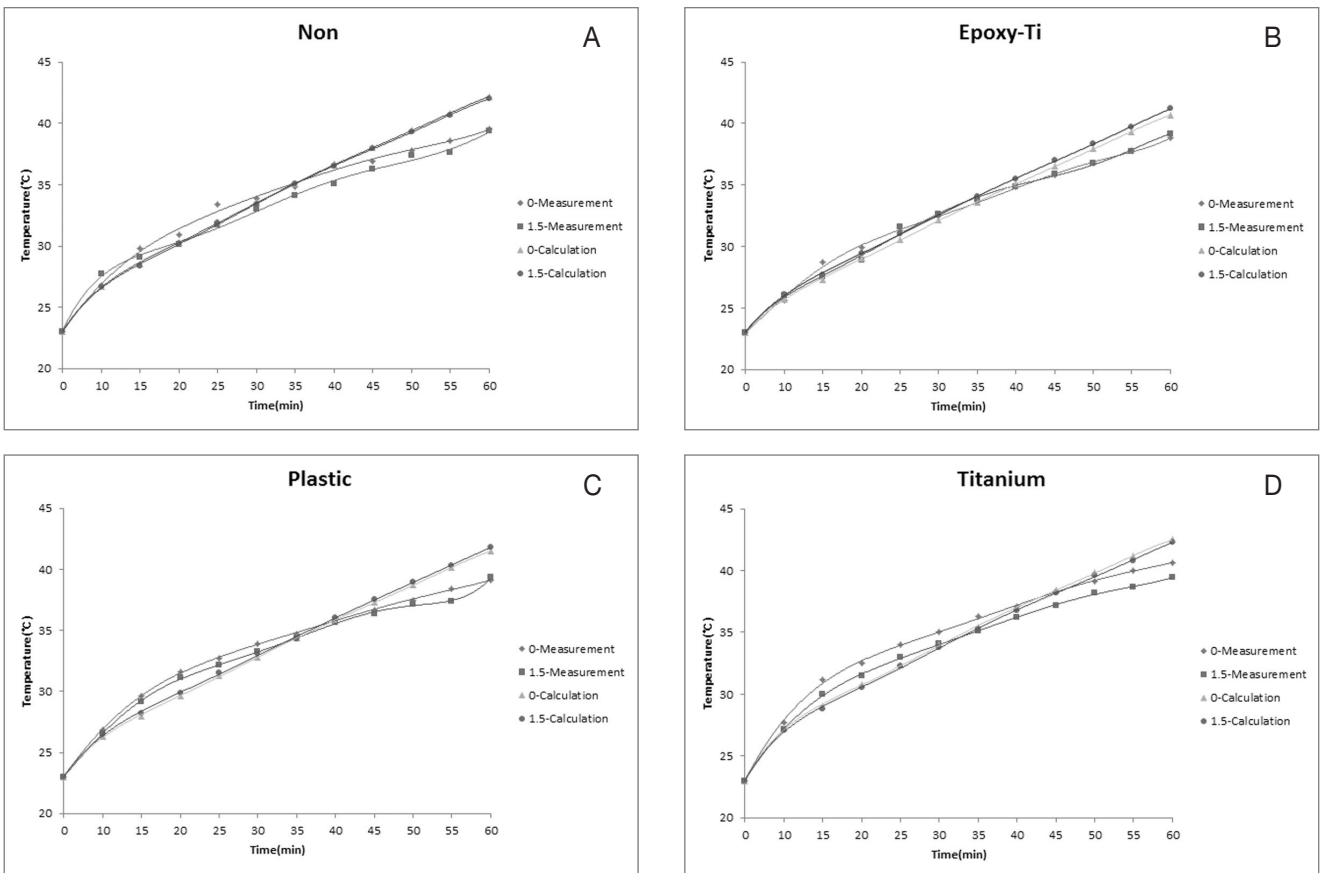 Non
A
45
40
35
30
25
20
Temperature(℃)
0 10 15 20 25 30 35 40 45 50 55 60
Time(min)
0-Measurement
1.5-Measurement
0-Calculation
1.5-Calculation
Epoxy-Ti
B
45
40
35
30
25
20
Temperature(℃)
0 10 15 20 25 30 35 40 45 50 55 60
Time(min)
0-Measurement
1.5-Measurement
0-Calculation
1.5-Calculation
Plastic
C
45
40
35
30
25
20
Temperature(℃)
0 10 15 20 25 30 35 40 45 50 55 60
Time(min)
0-Measurement
1.5-Measurement
0-Calculation
1.5-Calculation
Titanium
D
45
40
35
30
25
20
Temperature(℃)
0 10 15 20 25 30 35 40 45 50 55 60
Time(min)
0-Measurement
1.5-Measurement
0-Calculation
1.5-Calculation